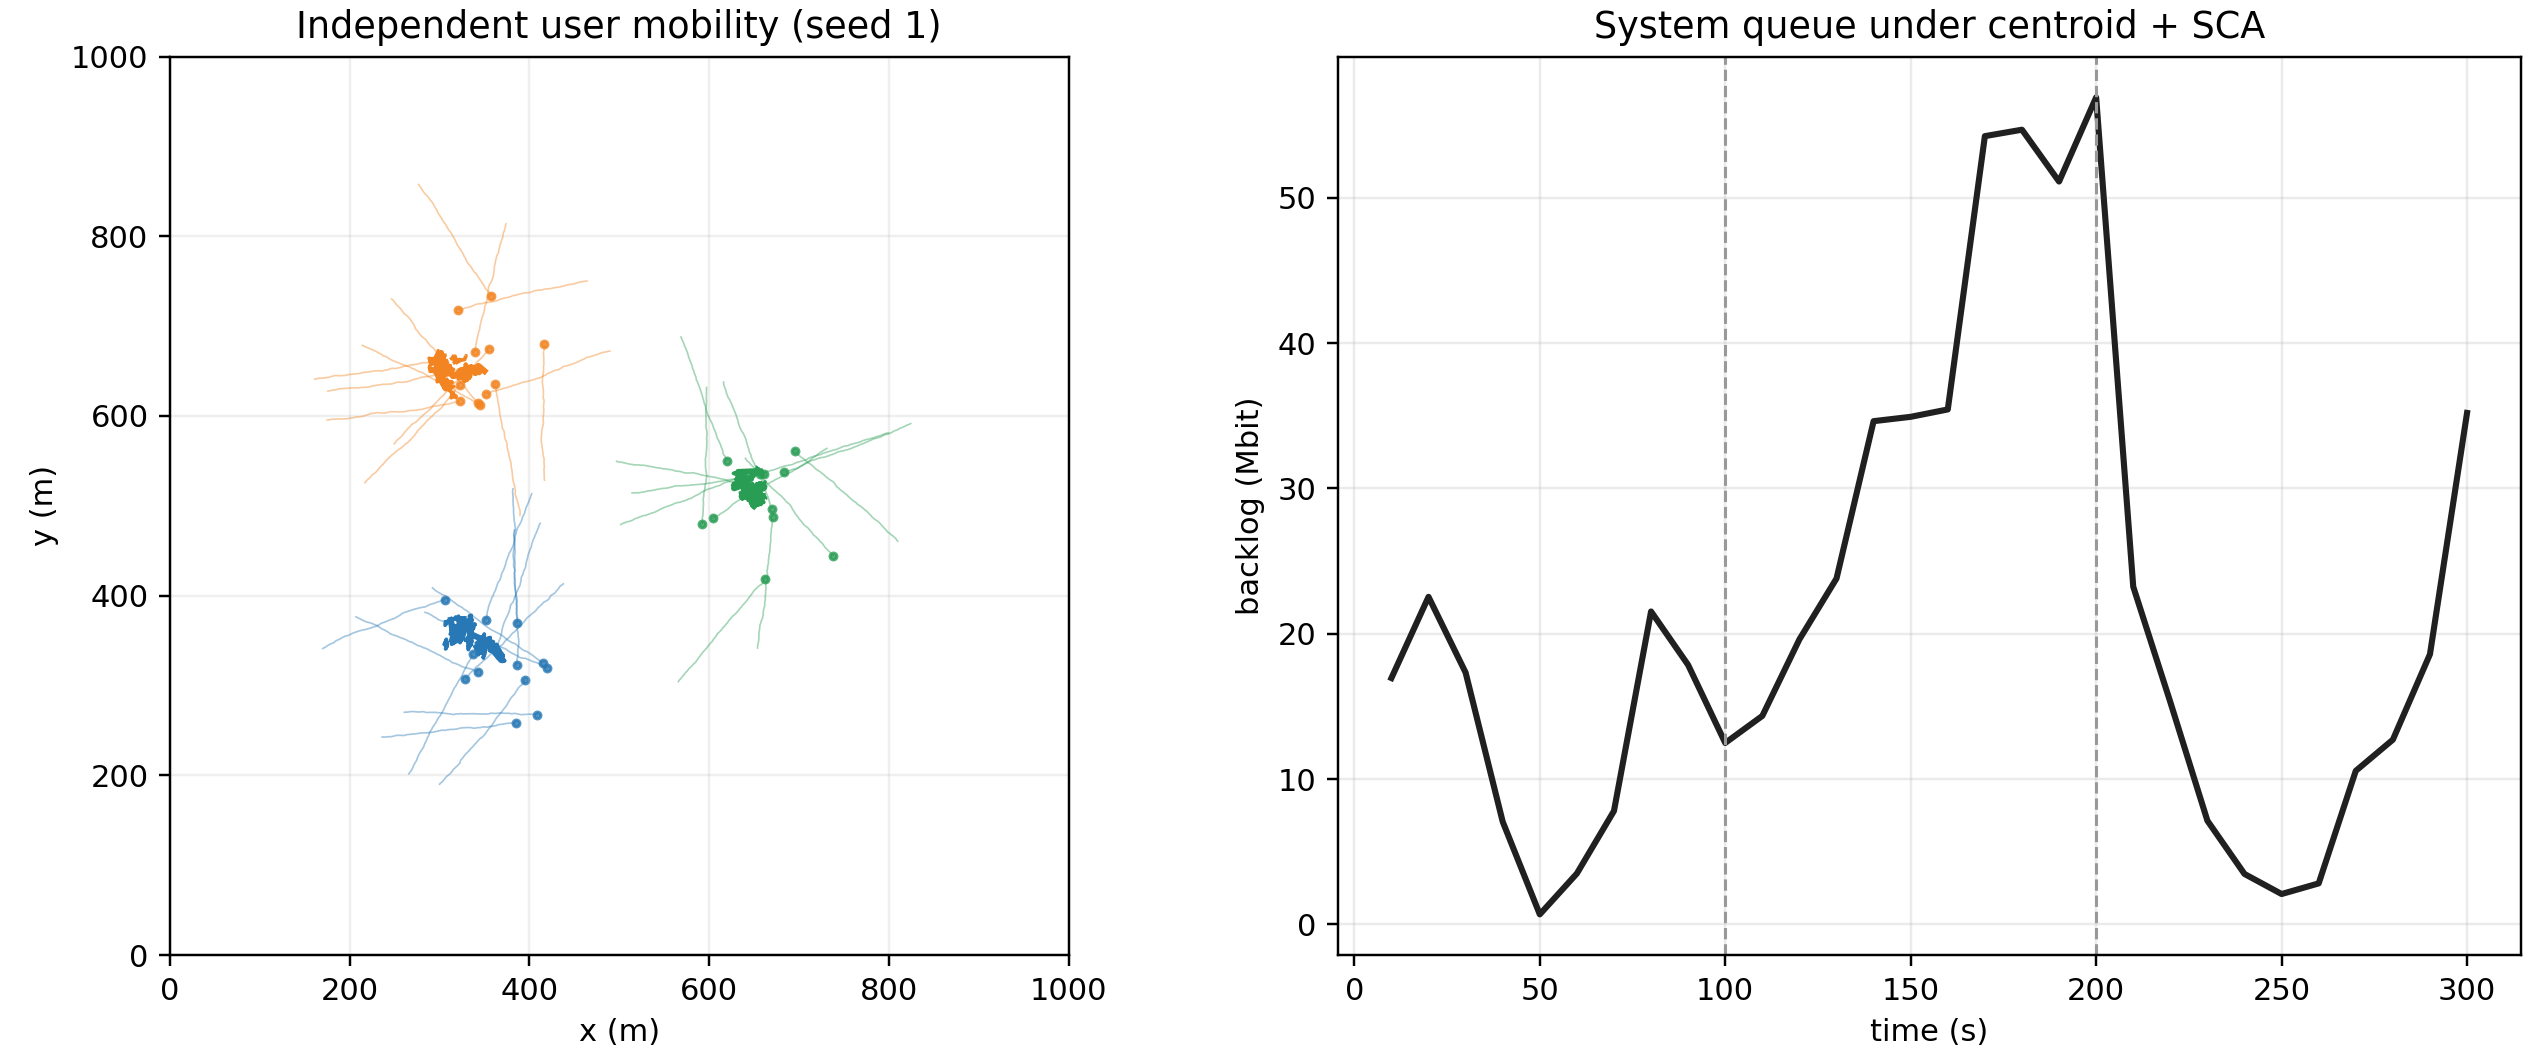 Independent user mobility (seed 1)
1000
800
600
400
200
0
y (m)
0 200 400 600 800 1000
x (m)
System queue under centroid + SCA
50
40
30
20
10
0
backlog (Mbit)
0 50 100 150 200 250 300
time (s)